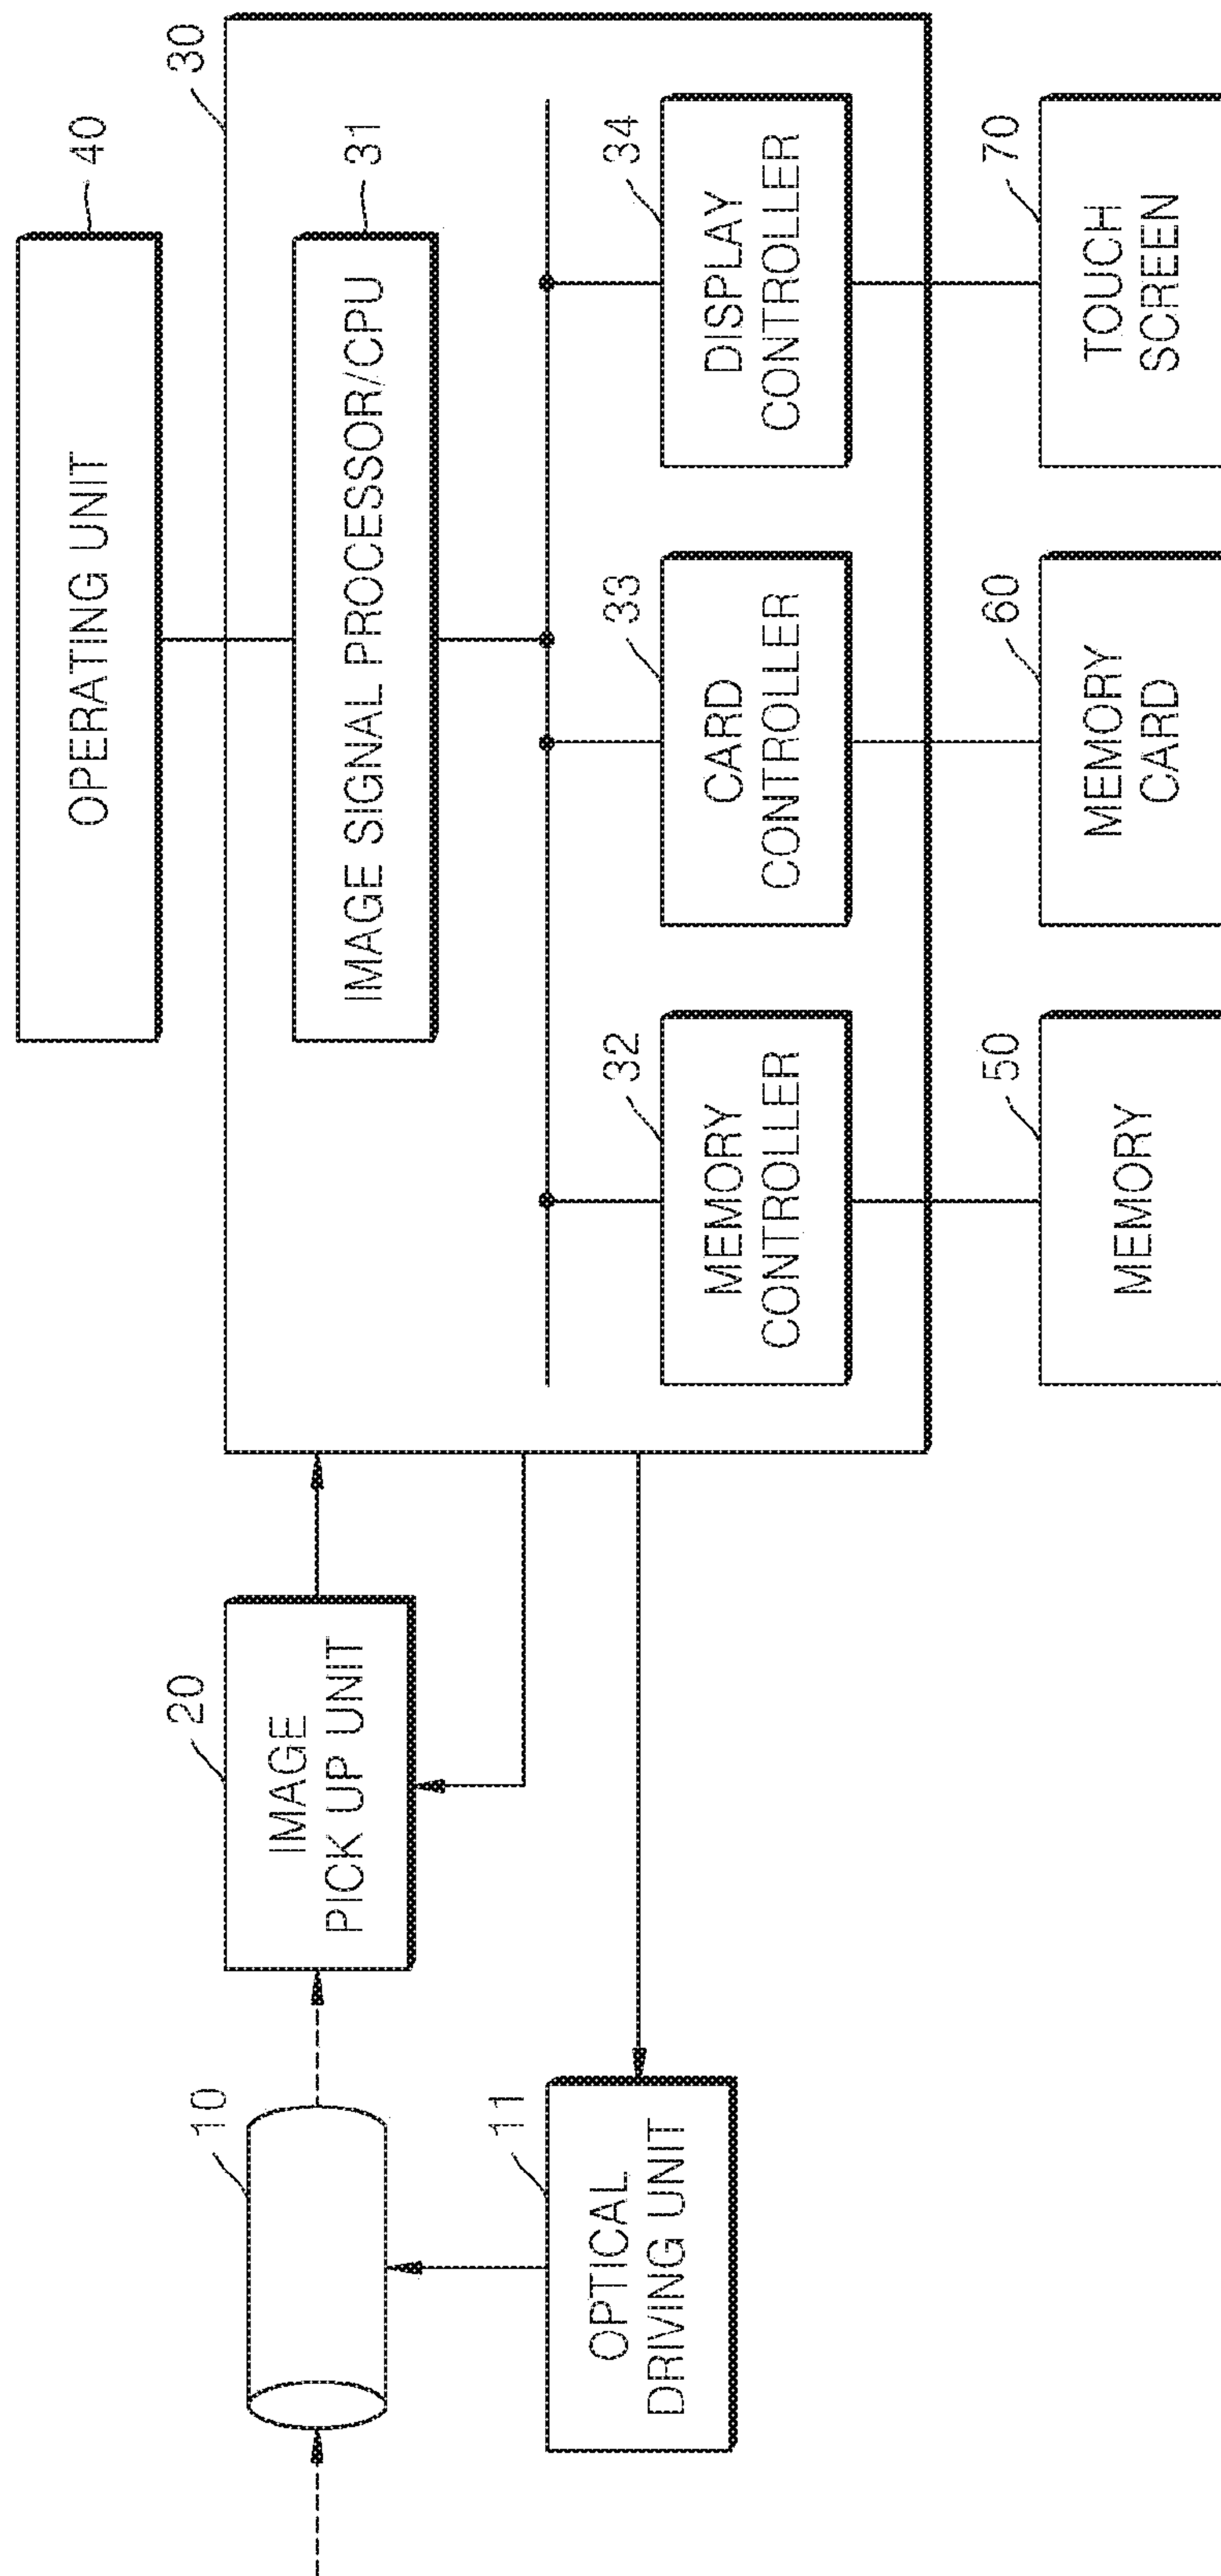 40
OPERATING UNIT
30
31
IMAGE SIGNAL PROCESSOR/CPU
10
20
IMAGE
PICK UP UNIT
11
OPTICAL
DRIVING UNIT
32
MEMORY
CONTROLLER
33
CARD
CONTROLLER
34
DISPLAY
CONTROLLER
50
MEMORY
60
MEMORY
CARD
70
TOUCH
SCREEN